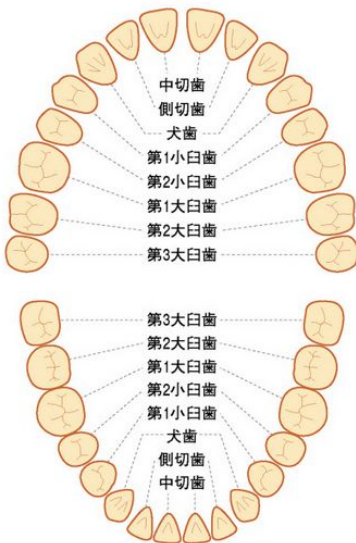 中切歯
側切歯
犬歯
第1小臼歯
第2小臼歯
第1大臼歯
第2大臼歯
第3大臼歯
第3大臼歯
第2大臼歯
第1大臼歯
第2小臼歯
第1小臼歯
犬歯
側切歯
中切歯